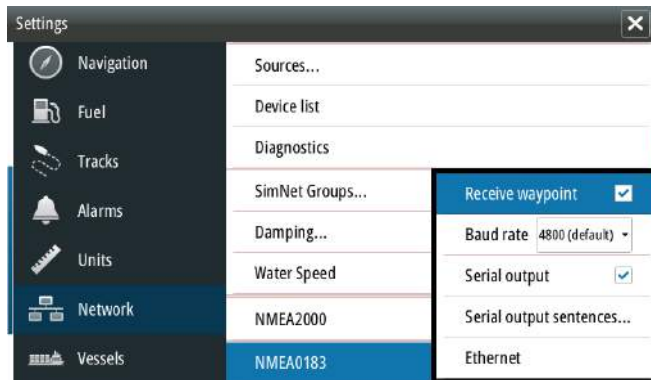 Settings
Navigation
Fuel
Tracks
Alarms
Units
Network
Vessels
Sources...
Device list
Diagnostics
SimNet Groups...
Damping...
Water Speed
NMEA2000
NMEA0183
Receive waypoint
Baud rate 4800 (default)
Serial output
Serial output sentences...
Ethernet